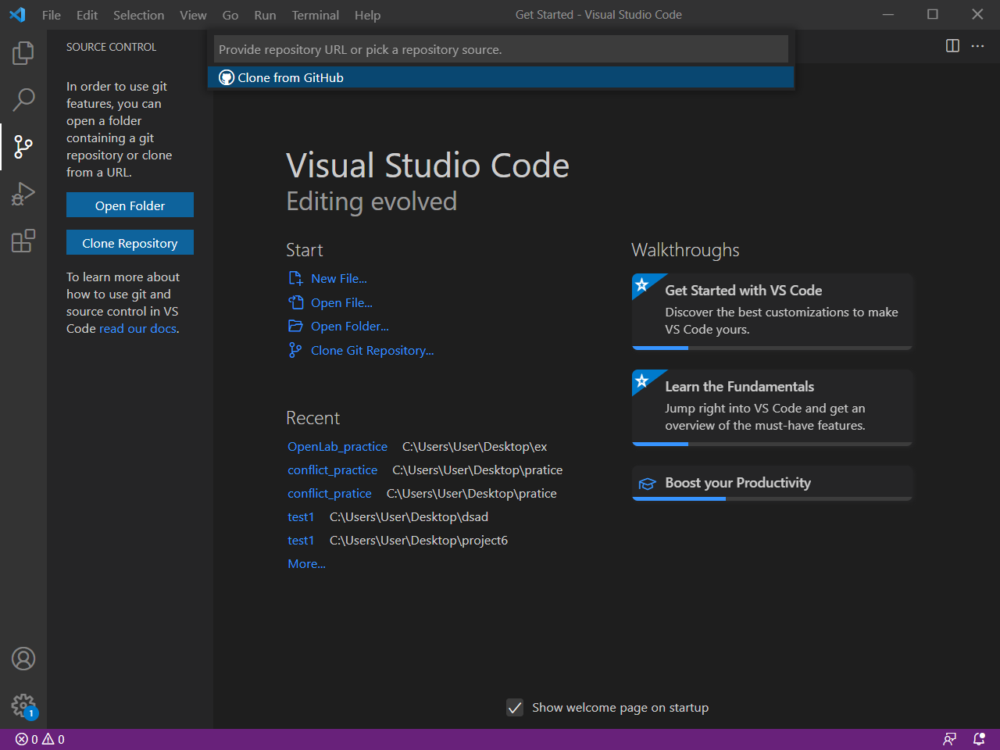 File Edit Selection View Go Run Terminal Help Get Started - Visual Studio Code
SOURCE CONTROL
Provide repository URL or pick a repository source.
Clone from GitHub
In order to use git
features, you can
open a folder
containing a git
repository or clone
from a URL.
Open Folder
Clone Repository
To learn more about
how to use git and
source control in VS
Code read our docs.
Visual Studio Code
Editing evolved
Start
New File...
Open File...
Open Folder...
Clone Git Repository...
Recent
OpenLab_practice C:\Users\User\Desktop\ex
conflict_practice C:\Users\User\Desktop\pratice
conflict_pratice C:\Users\User\Desktop\pratice
test1 C:\Users\User\Desktop\dsad
test1 C:\Users\User\Desktop\project6
More...
Walkthroughs
Get Started with VS Code
Discover the best customizations to make
VS Code yours.
Learn the Fundamentals
Jump right into VS Code and get an
overview of the must-have features.
Boost your Productivity
Show welcome page on startup
1
0 0